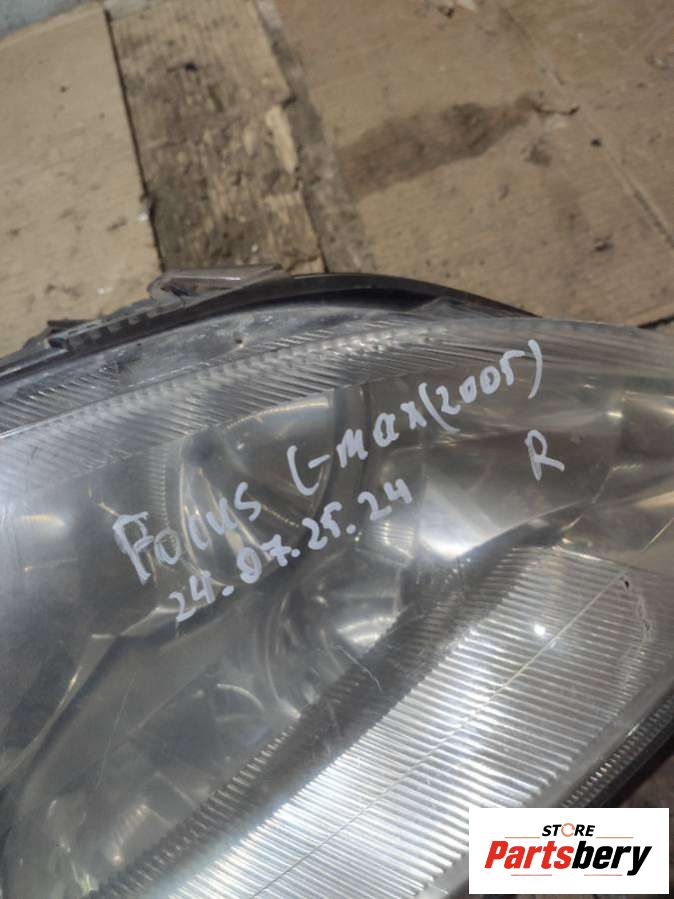 Focus C-max (2005)
R
24.07.25.24
STORE
Partsbery